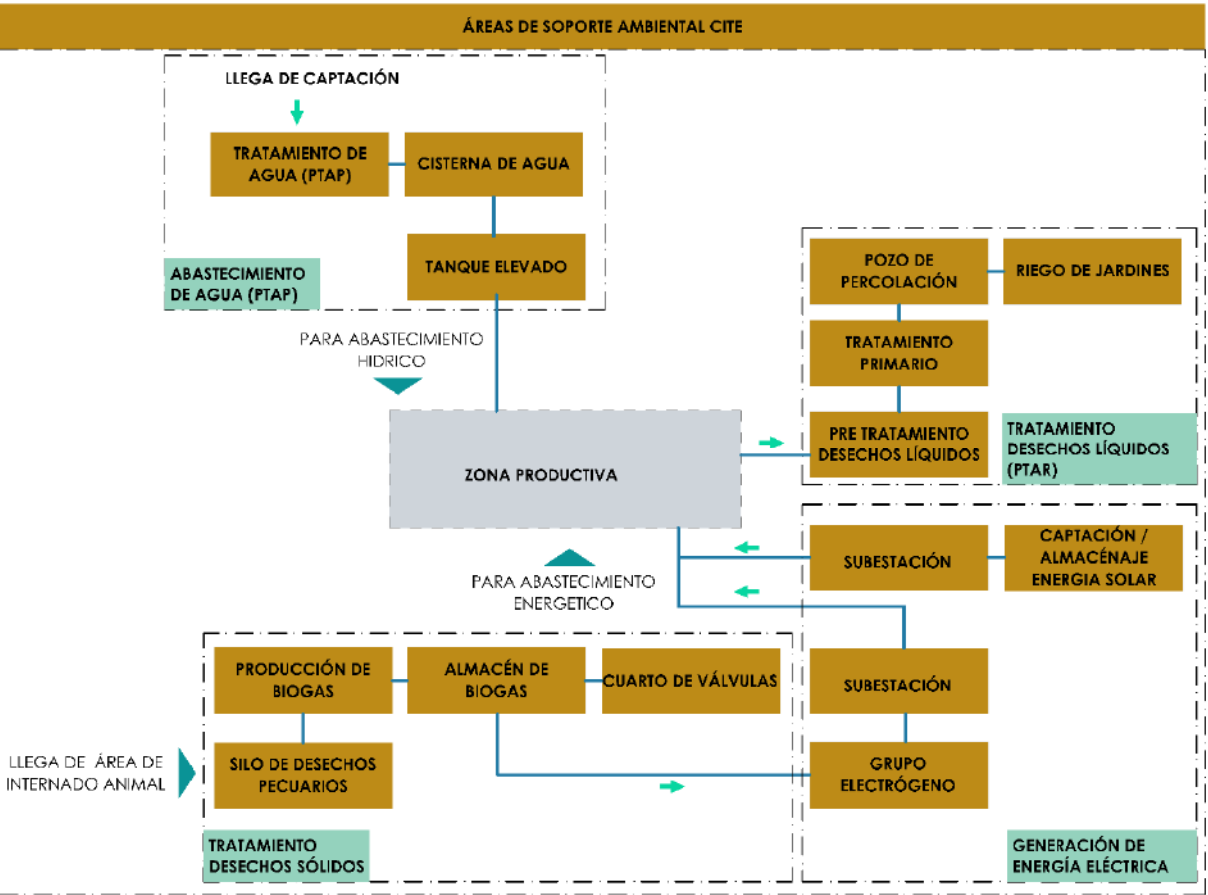 ÁREAS DE SOPORTE AMBIENTAL CITE
LLEGA DE CAPTACIÓN
TRATAMIENTO DE
AGUA (PTAP)
CISTERNA DE AGUA
TANQUE ELEVADO
ABASTECIMIENTO
DE AGUA (PTAP)
PARA ABASTECIMIENTO
HIDRICO
POZO DE
PERCOLACIÓN
RIEGO DE JARDINES
TRATAMIENTO
PRIMARIO
PRE TRATAMIENTO
DESECHOS LÍQUIDOS
TRATAMIENTO
DESECHOS LÍQUIDOS
(PTAR)
ZONA PRODUCTIVA
SUBESTACIÓN
CAPTACIÓN /
ALMACÉNAJE
ENERGIA SOLAR
PARA ABASTECIMIENTO
ENERGETICO
PRODUCCIÓN DE
BIOGAS
ALMACÉN DE
BIOGAS
CUARTO DE VÁLVULAS
SUBESTACIÓN
LLEGA DE ÁREA DE
INTERNADO ANIMAL
SILO DE DESECHOS
PECUARIOS
GRUPO
ELECTRÓGENO
TRATAMIENTO
DESECHOS SÓLIDOS
GENERACIÓN DE
ENERGÍA ELÉCTRICA